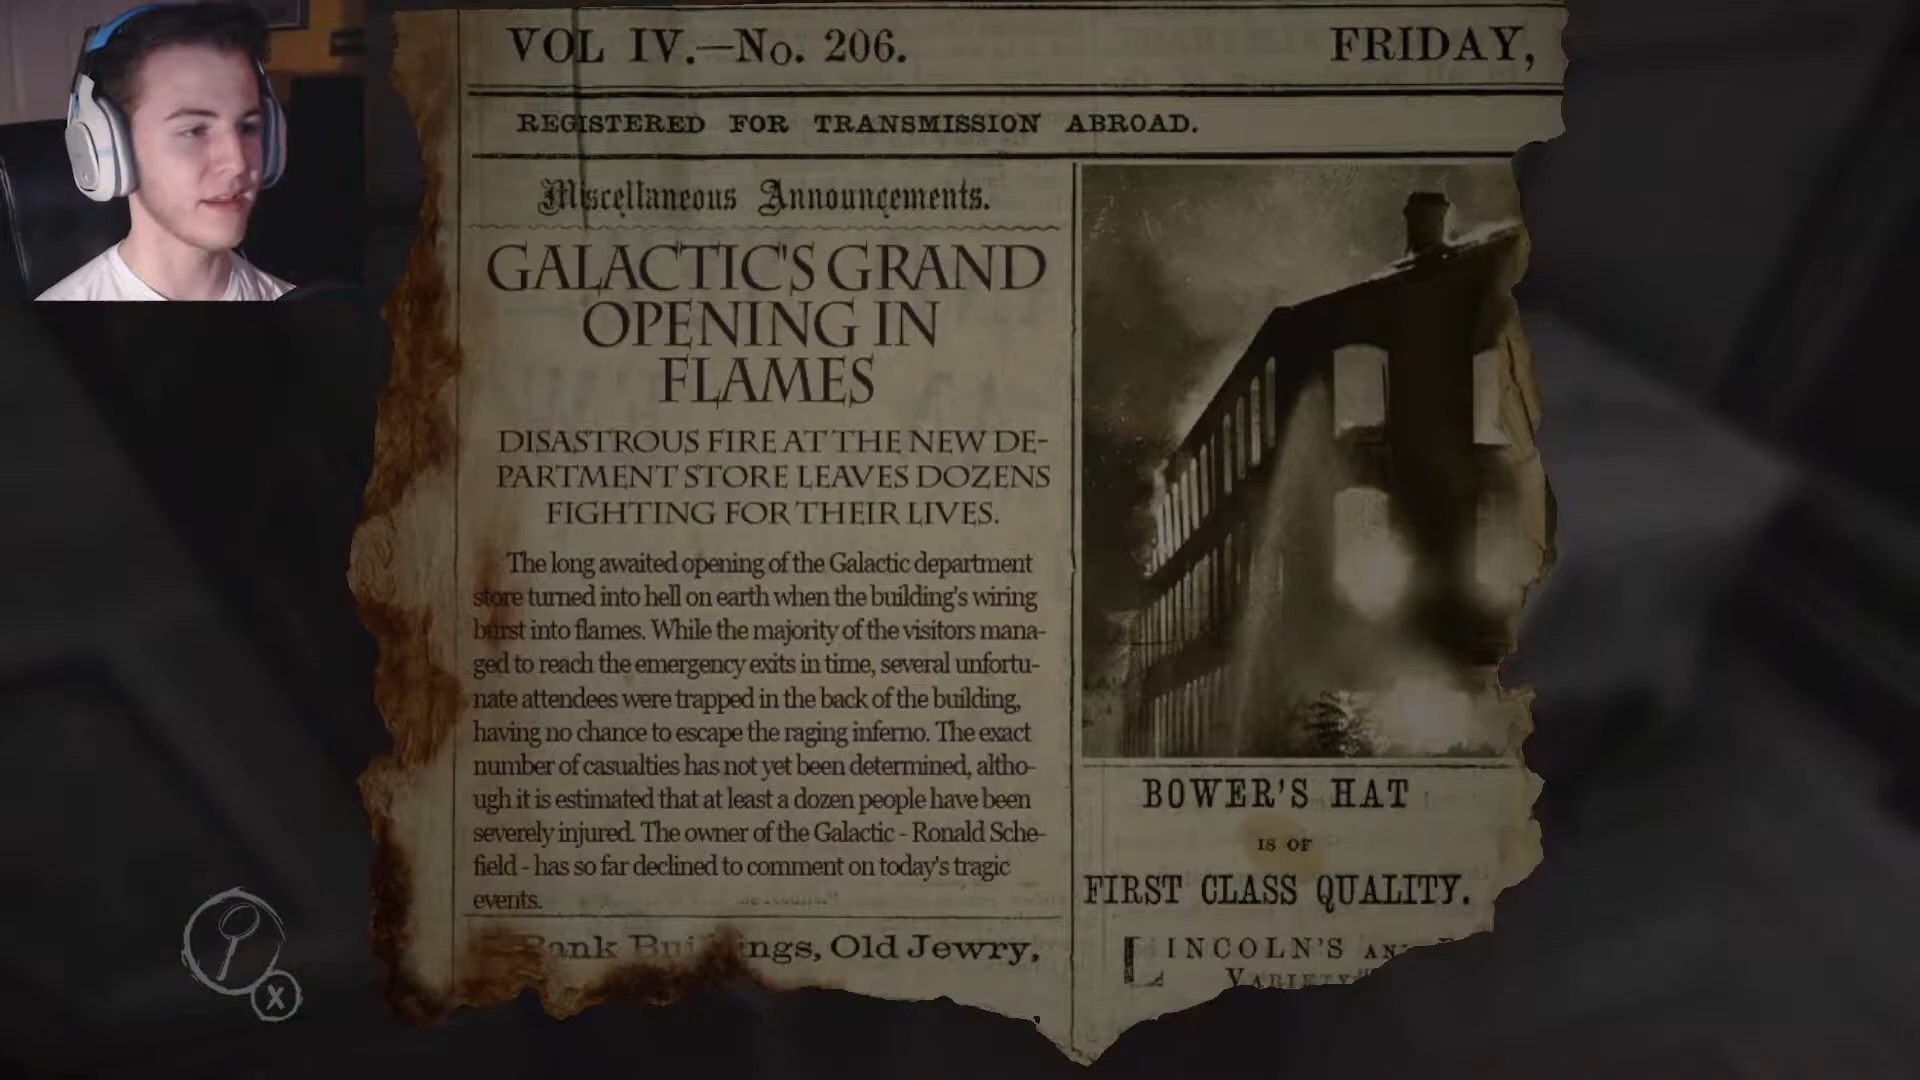 VOL IV.—No. 206.
FRIDAY,
REGISTERED FOR TRANSMISSION ABROAD.
Miscellaneous Announcements.
GALACTIC'S GRAND
OPENING IN
FLAMES
DISASTROUS FIRE AT THE NEW DE-
PARTMENT STORE LEAVES DOZENS
FIGHTING FOR THEIR LIVES.
The long awaited opening of the Galactic department
store turned into hell on earth when the building's wiring
burst into flames. While the majority of the visitors mana-
ged to reach the emergency exits in time, several unfortu-
nate attendees were trapped in the back of the building,
having no chance to escape the raging inferno. The exact
number of casualties has not yet been determined, altho-
ugh it is estimated that at least a dozen people have been
severely injured. The owner of the Galactic - Ronald Sche-
field - has so far declined to comment on today's tragic
events.
Old Jewry,
BOWER'S HAT
IS OF
FIRST CLASS QUALITY.
LINCOLN'S
VARIETY
X